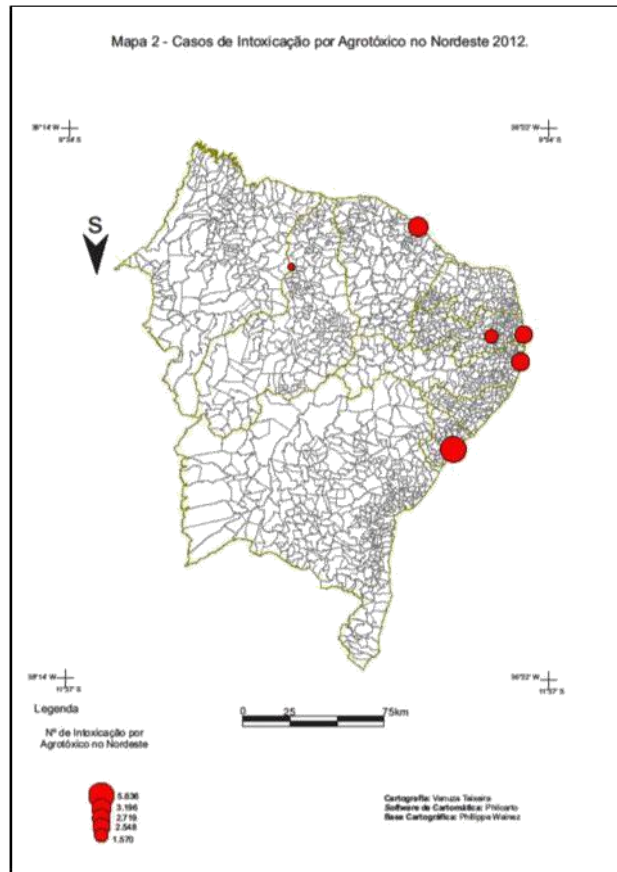 Mapa 2 - Casos de Intoxicação por Agrotóxico no Nordeste 2012.
S
0 25 75km
Legenda
Nº de Intoxicação por
Agrotóxico no Nordeste
5.636
3.196
2.719
2.548
1.570
Cartografia: Vanuza Teixeira
Software de Cartomática: Philcarto
Base Cartográfica: Philippe Wainez